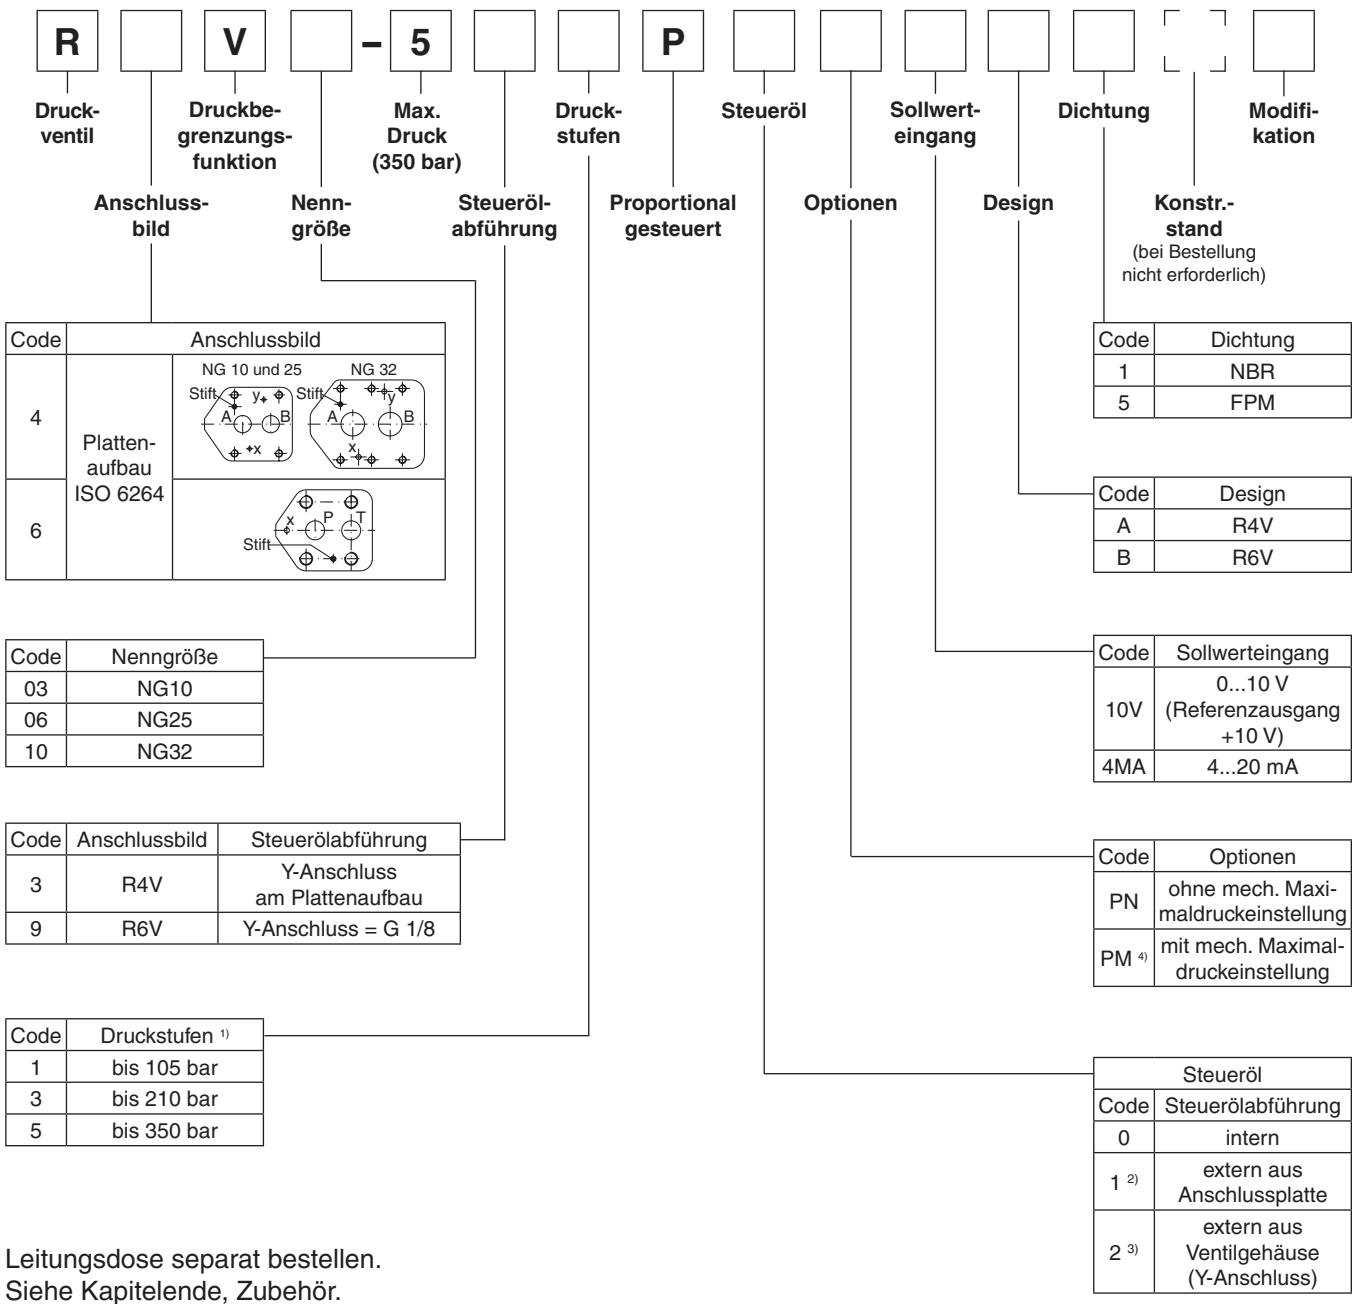 R V – 5 P
Druck-
ventil
Druckbe-
grenzungs-
funktion
Max.
Druck
(350 bar)
Druck-
stufen
Steueröl
Sollwert-
eingang
Dichtung
Modifi-
kation
Anschluss-
bild
Nenn-
größe
Steueröl-
abführung
Proportional
gesteuert
Optionen
Design
Konstr.-
stand
(bei Bestellung
nicht erforderlich)
Code Anschlussbild
4
Platten-
aufbau
ISO 6264
NG 10 und 25 NG 32
Stift y A B x
Stift y A B x
6
x P T
Stift
Code Nenngröße
03 NG10
06 NG25
10 NG32
Code Anschlussbild Steuerölabführung
3 R4V Y-Anschluss
am Plattenaufbau
9 R6V Y-Anschluss = G 1/8
Code Druckstufen 1)
1 bis 105 bar
3 bis 210 bar
5 bis 350 bar
Leitungsdose separat bestellen.
Siehe Kapitelende, Zubehör.
Code Dichtung
1 NBR
5 FPM
Code Design
A R4V
B R6V
Code Sollwerteingang
10V 0...10 V
(Referenzausgang
+10 V)
4MA 4...20 mA
Code Optionen
PN ohne mech. Maxi-
maldruckeinstellung
PM 4) mit mech. Maximal-
druckeinstellung
Steueröl
Code Steuerölabführung
0 intern
1 2) extern aus
Anschlussplatte
2 3) extern aus
Ventilgehäuse
(Y-Anschluss)